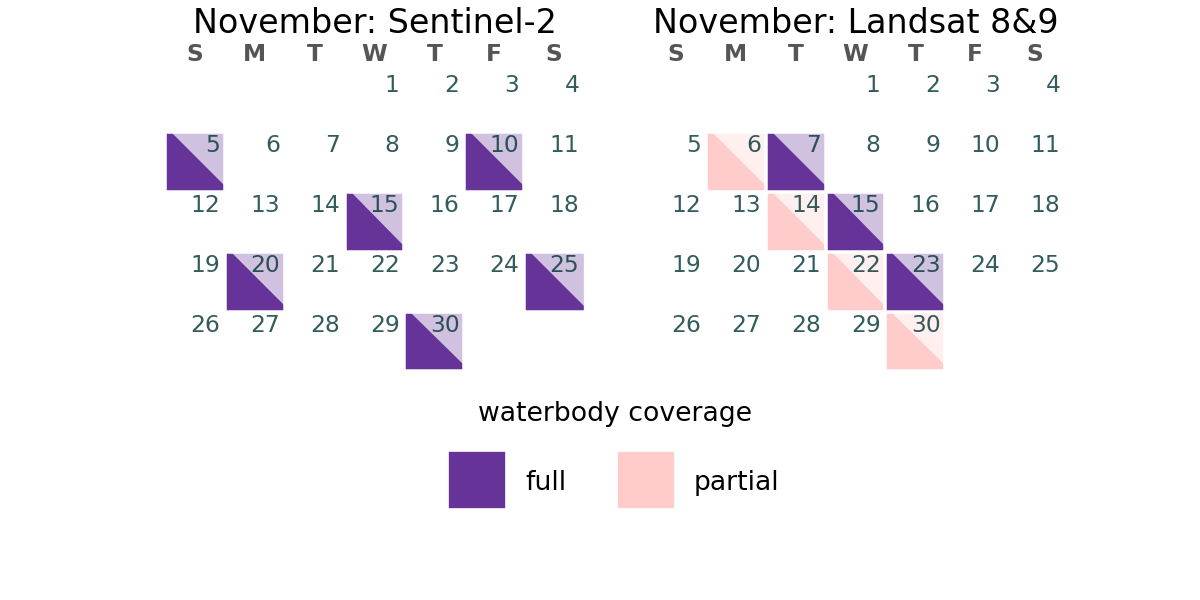 November: Sentinel-2
S M T W T F S
1 2 3 4
5 6 7 8 9 10 11
12 13 14 15 16 17 18
19 20 21 22 23 24 25
26 27 28 29 30
November: Landsat 8&9
S M T W T F S
1 2 3 4
5 6 7 8 9 10 11
12 13 14 15 16 17 18
19 20 21 22 23 24 25
26 27 28 29 30
waterbody coverage
full
partial